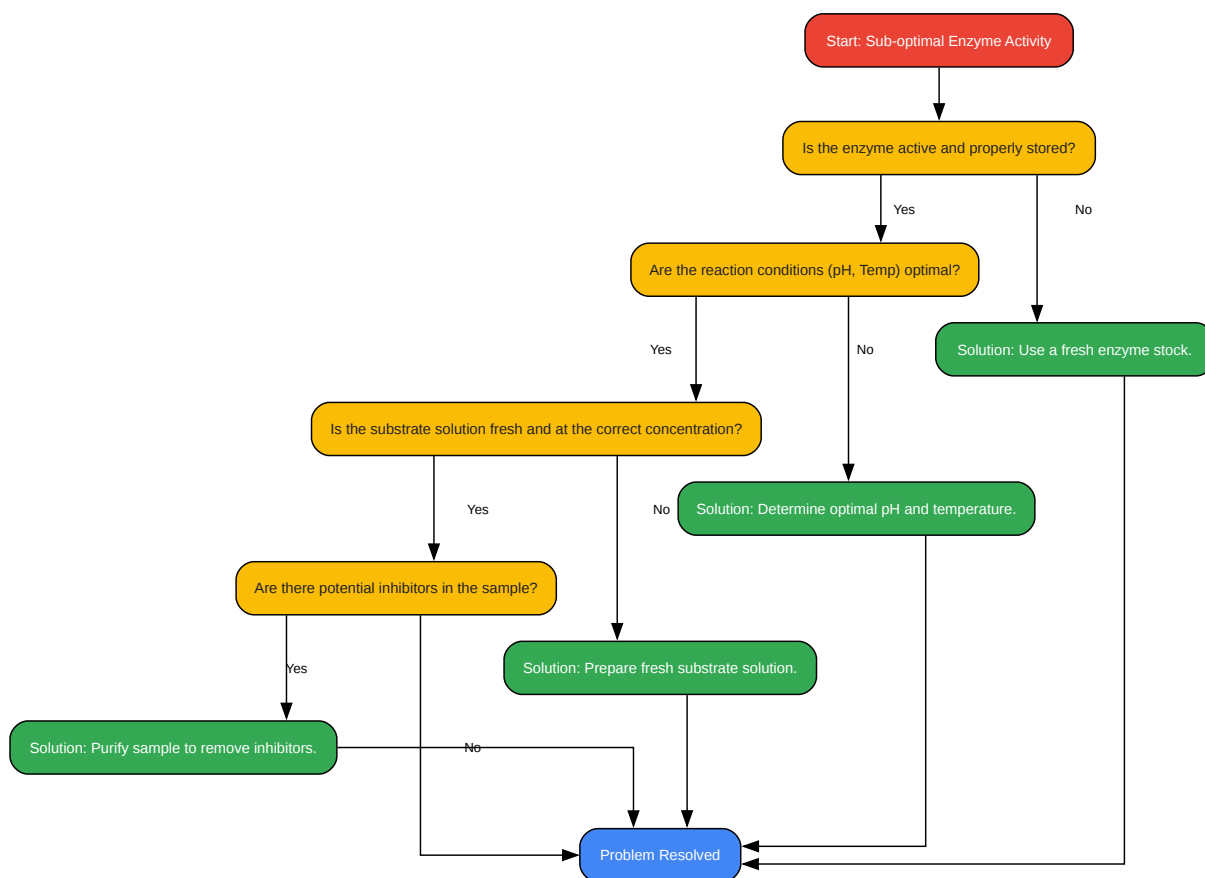 Start: Sub-optimal Enzyme Activity
Is the enzyme active and properly stored?
Yes
No
Are the reaction conditions (pH, Temp) optimal?
Yes
No
Solution: Use a fresh enzyme stock.
Is the substrate solution fresh and at the correct concentration?
Yes
No
Solution: Determine optimal pH and temperature.
Are there potential inhibitors in the sample?
Yes
Solution: Prepare fresh substrate solution.
Solution: Purify sample to remove inhibitors.
No
Problem Resolved